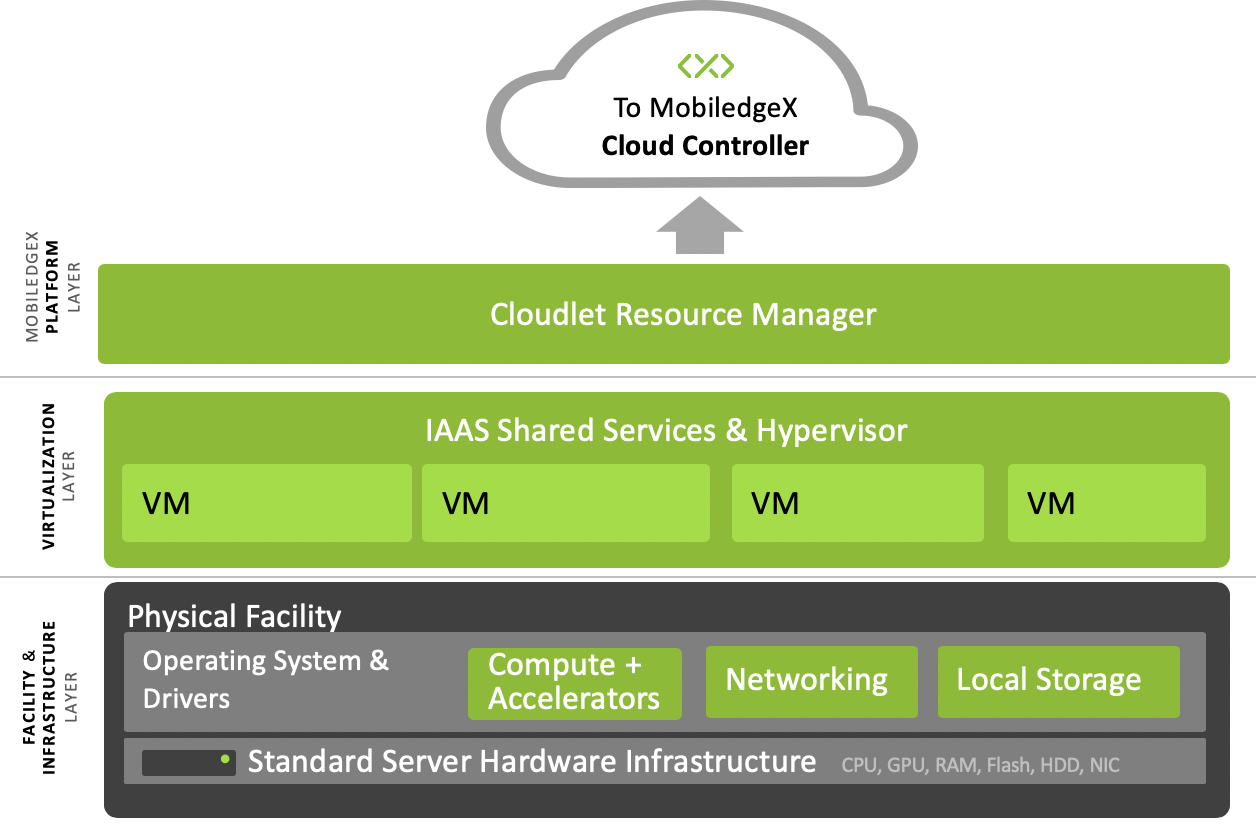 To MobiledgeX
Cloud Controller
MOBILEDGEX
PLATFORM
LAYER
Cloudlet Resource Manager
VIRTUALIZATION
LAYER
IAAS Shared Services & Hypervisor
VM
VM
VM
VM
FACILITY &
INFRASTRUCTURE
LAYER
Physical Facility
Operating System &
Drivers
Compute +
Accelerators
Networking
Local Storage
Standard Server Hardware Infrastructure
CPU, GPU, RAM, Flash, HDD, NIC